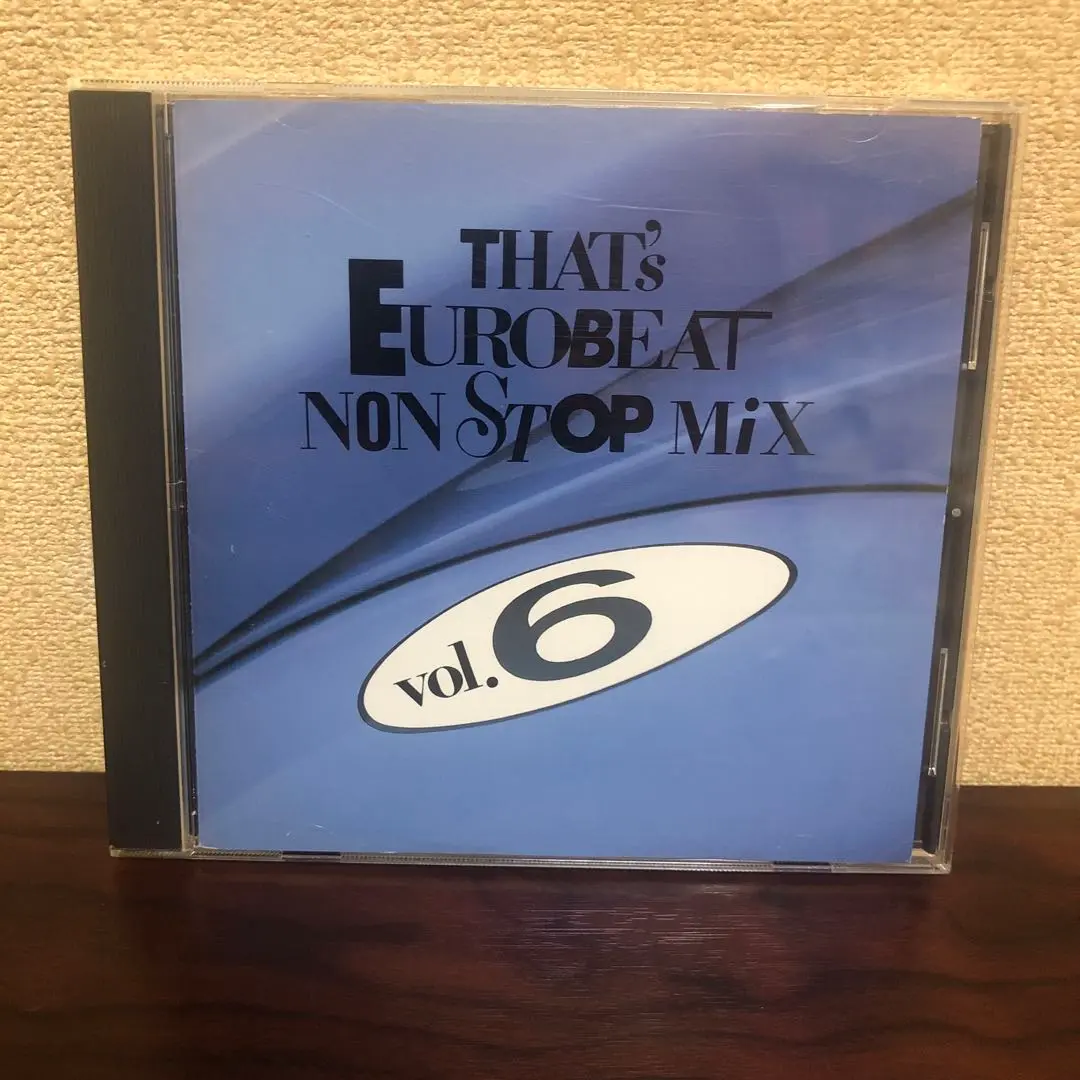 THAT's
EUROBEAT
NON STOP MiX
vol. 6